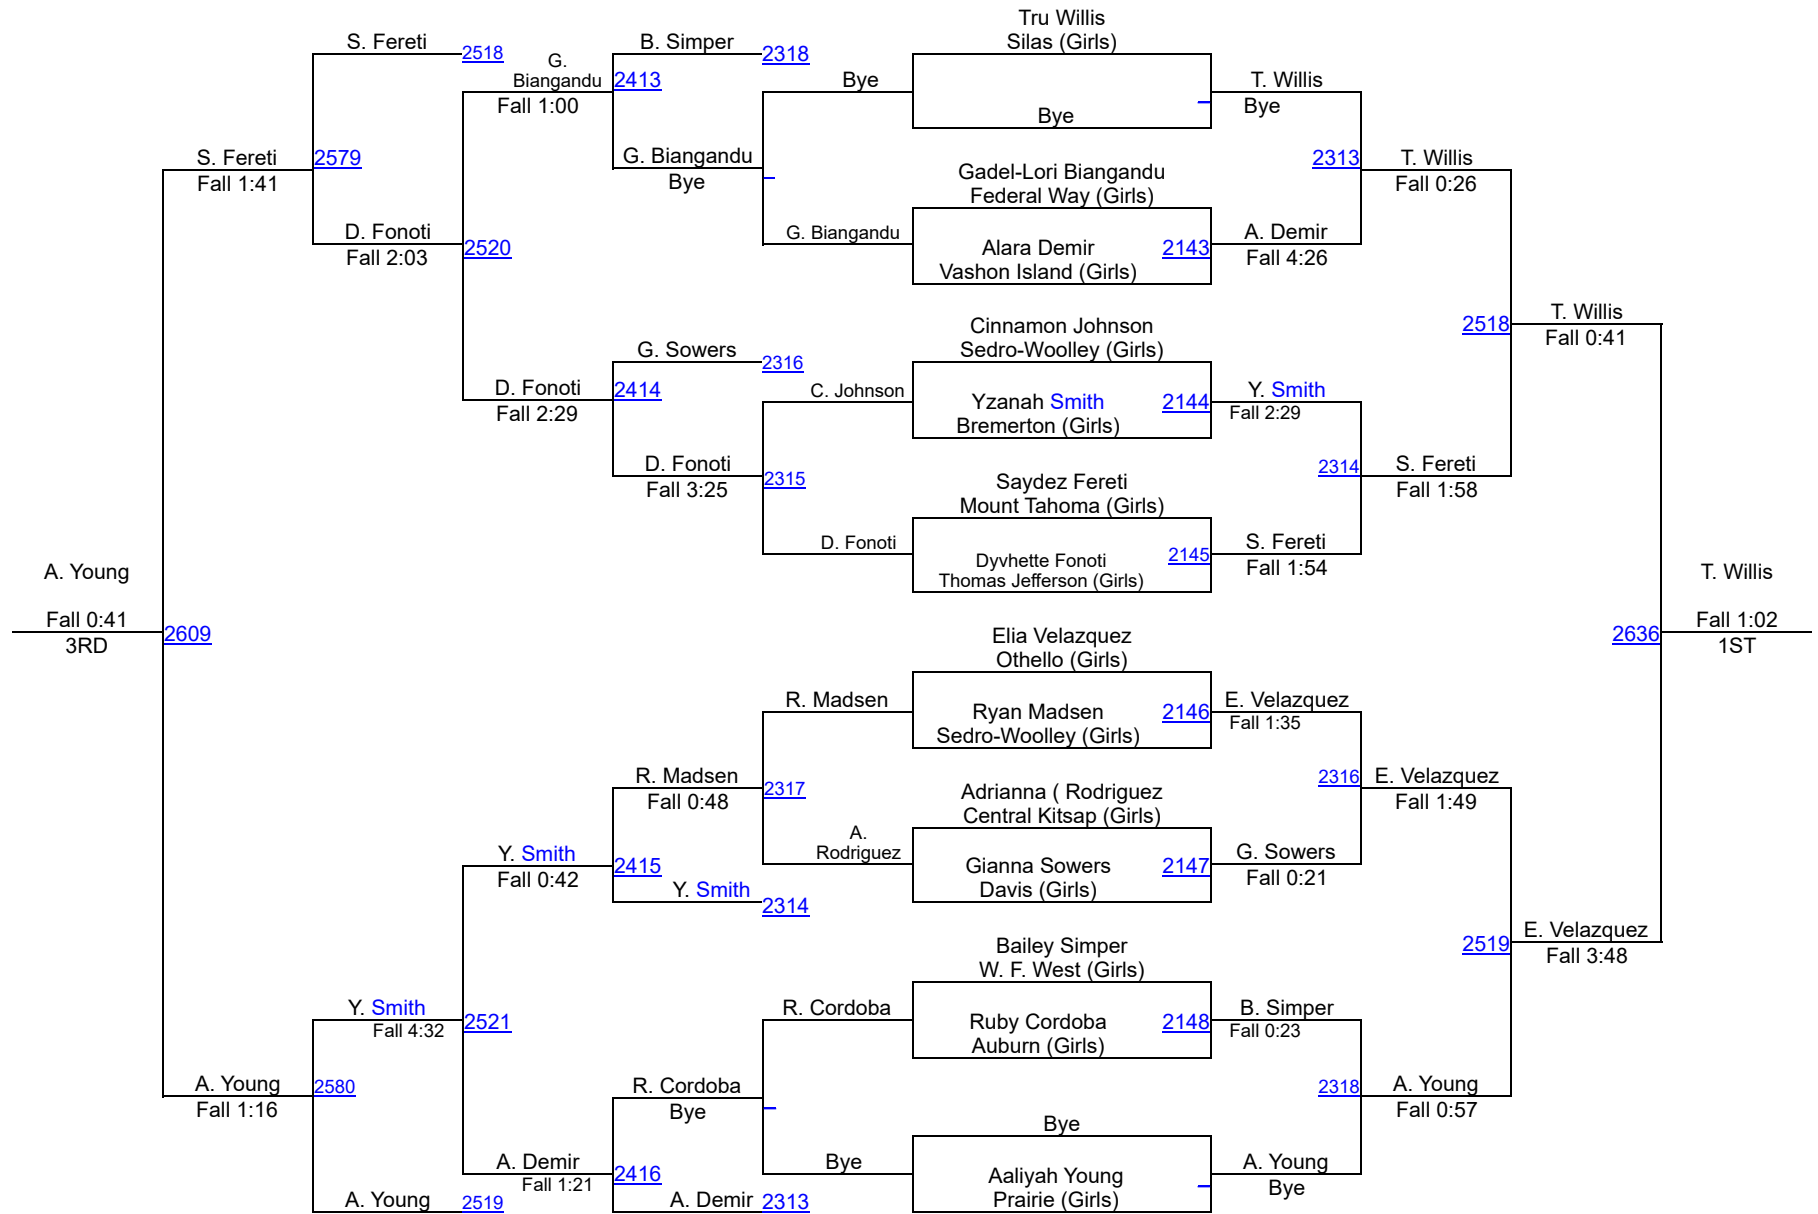 Tru Willis
Silas (Girls)
S. Fereti
2518
G.
Biangandu
Fall 1:00
B. Simper
2318
2413
Bye
Bye
T. Willis
Bye
S. Fereti
Fall 1:41
2579
G. Biangandu
Bye
2313
T. Willis
Fall 0:26
Gadel-Lori Biangandu
Federal Way (Girls)
D. Fonoti
Fall 2:03
2520
G. Biangandu
Alara Demir
Vashon Island (Girls)
2143
A. Demir
Fall 4:26
Cinnamon Johnson
Sedro-Woolley (Girls)
2518
T. Willis
Fall 0:41
G. Sowers
2316
D. Fonoti
Fall 2:29
2414
C. Johnson
Yzanah Smith
Bremerton (Girls)
2144
Y. Smith
Fall 2:29
D. Fonoti
Fall 3:25
2315
2314
S. Fereti
Fall 1:58
Saydez Fereti
Mount Tahoma (Girls)
D. Fonoti
Dyvhette Fonoti
Thomas Jefferson (Girls)
2145
S. Fereti
Fall 1:54
A. Young
Fall 0:41
3RD
2609
T. Willis
2636
Fall 1:02
1ST
Elia Velazquez
Othello (Girls)
R. Madsen
Ryan Madsen
Sedro-Woolley (Girls)
2146
E. Velazquez
Fall 1:35
R. Madsen
Fall 0:48
2317
2316
E. Velazquez
Fall 1:49
Adrianna ( Rodriguez
Central Kitsap (Girls)
Y. Smith
Fall 0:42
2415
A.
Rodriguez
Gianna Sowers
Davis (Girls)
2147
G. Sowers
Fall 0:21
Y. Smith
2314
2519
E. Velazquez
Fall 3:48
Bailey Simper
W. F. West (Girls)
Y. Smith
Fall 4:32
2521
R. Cordoba
Ruby Cordoba
Auburn (Girls)
2148
B. Simper
Fall 0:23
A. Young
Fall 1:16
2580
R. Cordoba
Bye
2318
A. Young
Fall 0:57
Bye
A. Demir
Fall 1:21
2416
Bye
Aaliyah Young
Prairie (Girls)
A. Young
Bye
A. Young
2519
A. Demir
2313